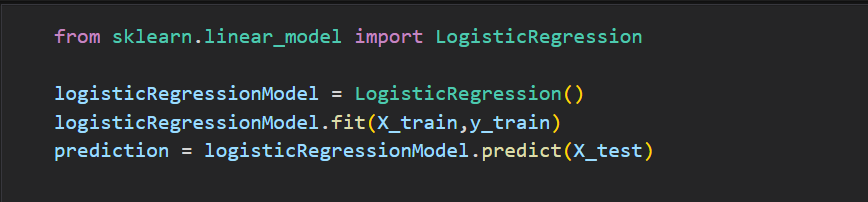 from sklearn.linear_model import LogisticRegression
logisticRegressionModel = LogisticRegression()
logisticRegressionModel.fit(X_train,y_train)
prediction = logisticRegressionModel.predict(X_test)